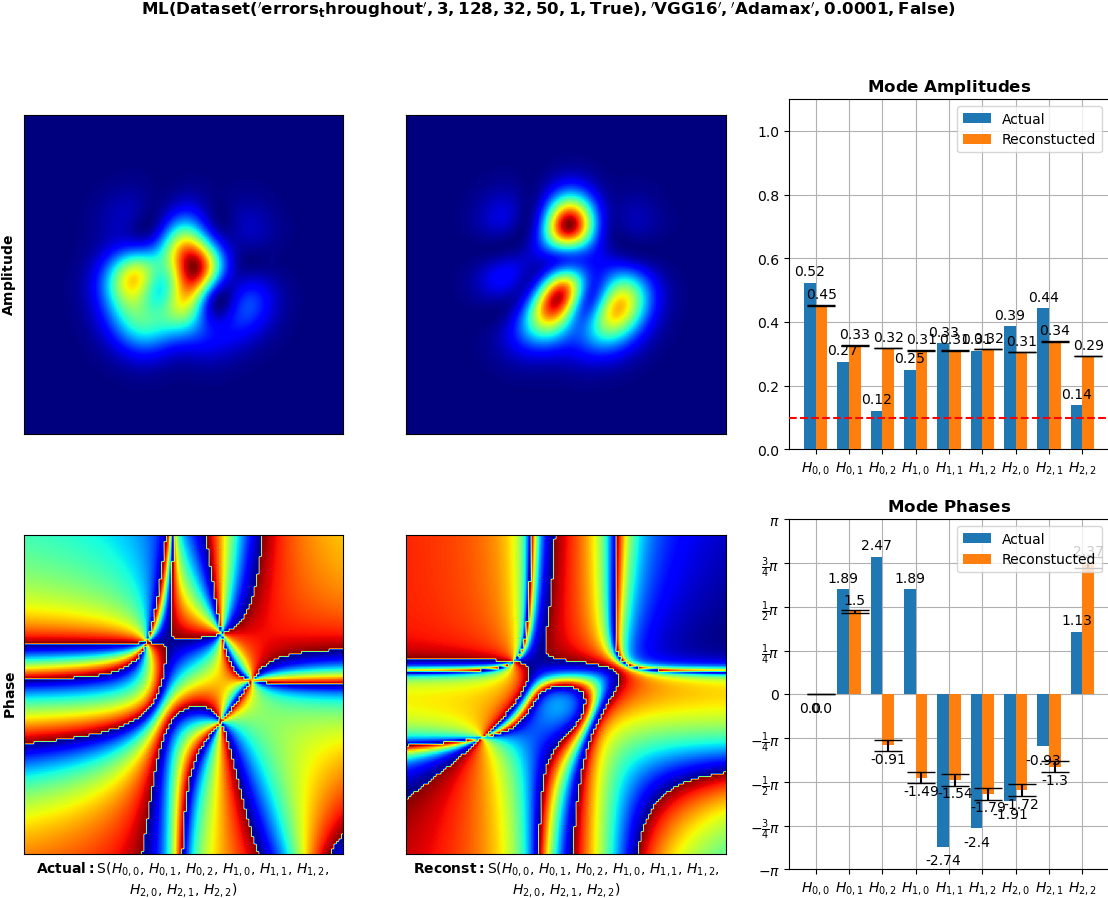 ML(Dataset('errors_throughout', 3, 128, 32, 50, 1, True), 'VGG16', 'Adamax', 0.0001, False)
Amplitude
Mode Amplitudes
Actual
Reconstucted
1.0
0.8
0.6
0.4
0.2
0.0
0.52
0.45
0.27
0.33
0.12
0.32
0.25
0.31
0.33
0.31
0.31
0.32
0.39
0.31
0.44
0.34
0.14
0.29
H0,0 H0,1 H0,2 H1,0 H1,1 H1,2 H2,0 H2,1 H2,2
Phase
Actual: S(H0,0, H0,1, H0,2, H1,0, H1,1, H1,2,
H2,0, H2,1, H2,2)
Reconst: S(H0,0, H0,1, H0,2, H1,0, H1,1, H1,2,
H2,0, H2,1, H2,2)
Mode Phases
Actual
Reconstucted
π
3/4π
1/2π
1/4π
0
−1/4π
−1/2π
−3/4π
−π
0.0
0.0
1.89
1.5
2.47
-0.91
1.89
-1.49
-2.74
-1.54
-2.4
-1.79
-1.91
-1.72
-0.93
-1.3
1.13
2.37
H0,0 H0,1 H0,2 H1,0 H1,1 H1,2 H2,0 H2,1 H2,2